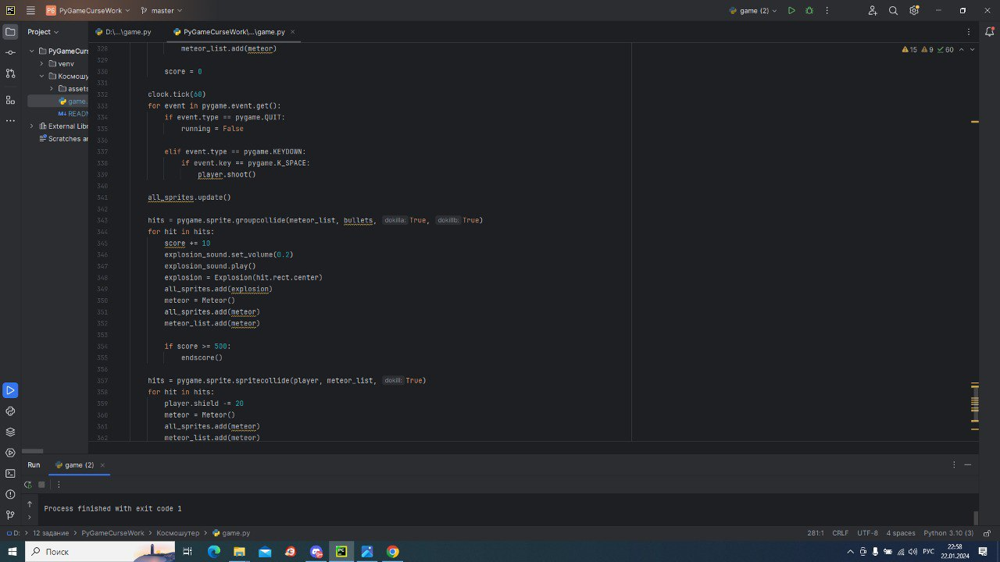 PC PG PyGameCurseWork master game (2)
Project D:\...\game.py PyGameCurseWork\...\game.py
PyGameCurs
venv
Космошут
assets
game.
READM
External Libr
Scratches an
15 9 60
328 meteor_list.add(meteor)
329
330 score = 0
331
332 clock.tick(60)
333 for event in pygame.event.get():
334 if event.type == pygame.QUIT:
335 running = False
336
337 elif event.type == pygame.KEYDOWN:
338 if event.key == pygame.K_SPACE:
339 player.shoot()
340
341 all_sprites.update()
342
343 hits = pygame.sprite.groupcollide(meteor_list, bullets, dokilla: True, dokillb: True)
344 for hit in hits:
345 score += 10
346 explosion_sound.set_volume(0.2)
347 explosion_sound.play()
348 explosion = Explosion(hit.rect.center)
349 all_sprites.add(explosion)
350 meteor = Meteor()
351 all_sprites.add(meteor)
352 meteor_list.add(meteor)
353
354 if score >= 500:
355 endscore()
356
357 hits = pygame.sprite.spritecollide(player, meteor_list, dokill: True)
358 for hit in hits:
359 player.shield -= 20
360 meteor = Meteor()
361 all_sprites.add(meteor)
362 meteor_list.add(meteor)
Run game (2)
Process finished with exit code 1
D: 12 задание PyGameCurseWork Космошутер game.py 281:1 CRLF UTF-8 4 spaces Python 3.10 (3)
Поиск PC РУС 22:58
22.01.2024